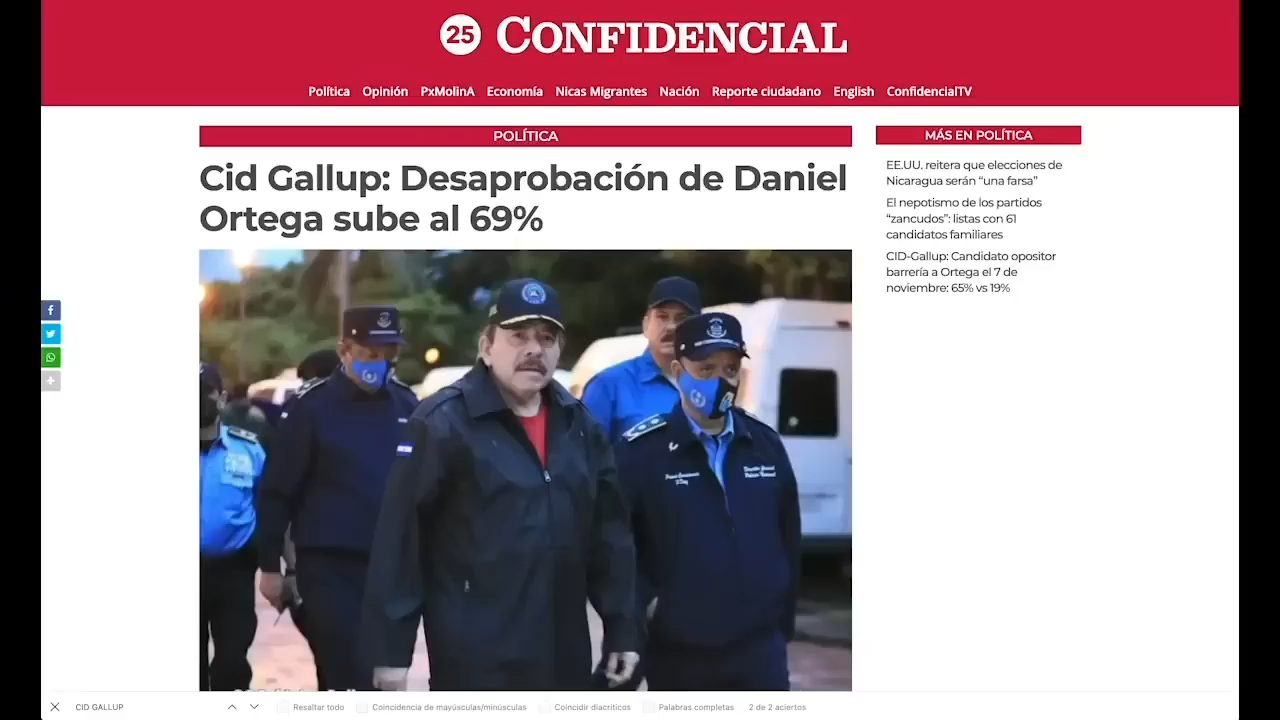 25 CONFIDENCIAL
Política Opinión PxMolinA Economía Nicas Migrantes Nación Reporte ciudadano English ConfidencialTV
POLÍTICA
Cid Gallup: Desaprobación de Daniel
Ortega sube al 69%
MÁS EN POLÍTICA
EE.UU. reitera que elecciones de
Nicaragua serán “una farsa”
El nepotismo de los partidos
“zancudos”: listas con 61
candidatos familiares
CID-Gallup: Candidato opositor
barrería a Ortega el 7 de
noviembre: 65% vs 19%
CID GALLUP
Resaltar todo
Coincidencia de mayúsculas/minúsculas
Coincidir diacríticos
Palabras completas
2 de 2 aciertos